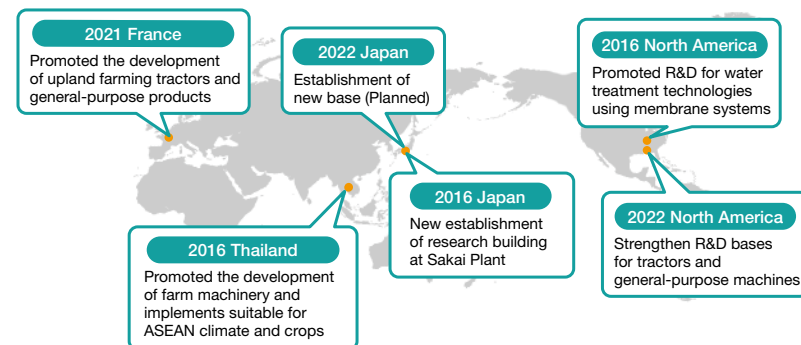 2021 France
Promoted the development
of upland farming tractors and
general-purpose products
2022 Japan
Establishment of
new base (Planned)
2016 North America
Promoted R&D for water
treatment technologies
using membrane systems
2016 Thailand
Promoted the development
of farm machinery and
implements suitable for
ASEAN climate and crops
2016 Japan
New establishment
of research building
at Sakai Plant
2022 North America
Strengthen R&D bases
for tractors and
general-purpose machines